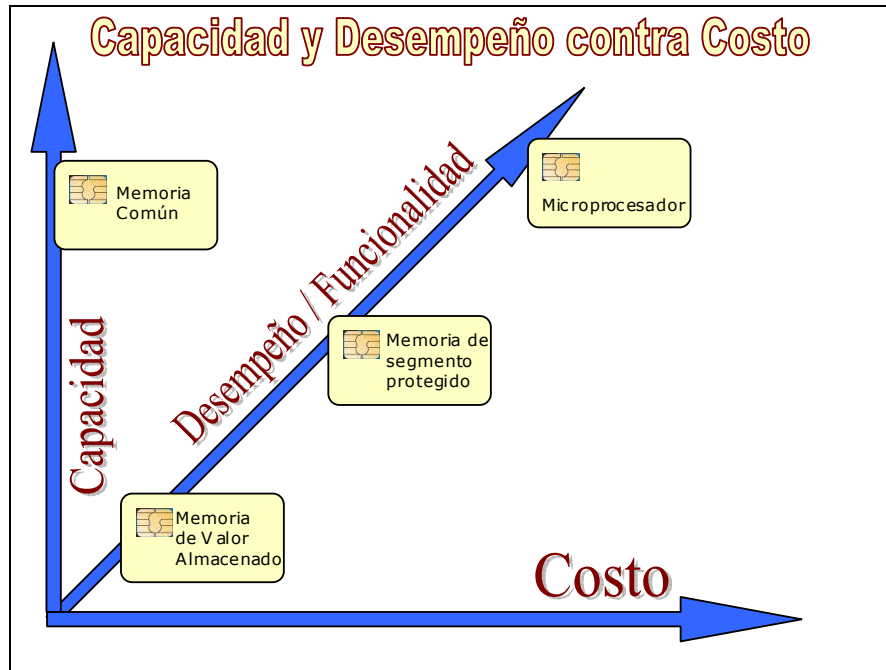 Capacidad y Desempeño contra Costo
Memoria
Común
Microprocesador
Desempeño / Funcionalidad
Memoria de
segmento
protegido
Capacidad
Memoria
de Valor
Almacenado
Costo